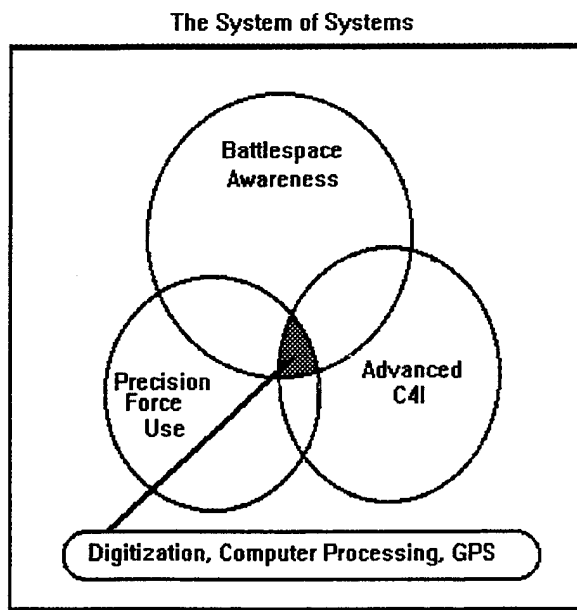 The System of Systems
Battlespace
Awareness
Precision
Force
Use
Advanced
C4I
Digitization, Computer Processing, GPS